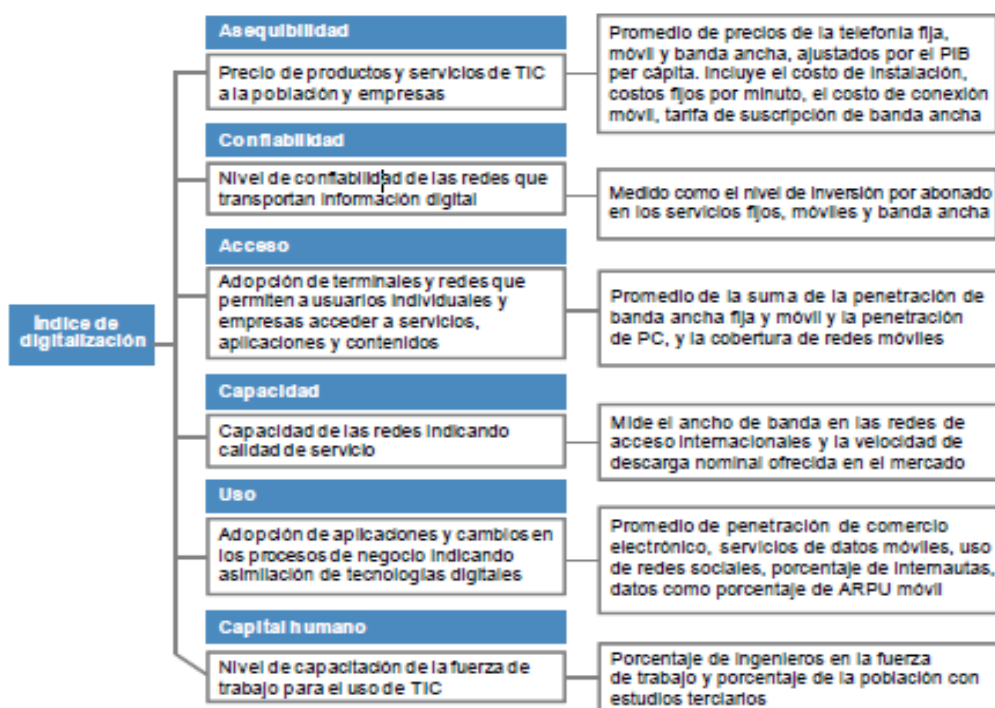 Asequibilidad
Precio de productos y servicios de TIC
a la población y empresas
Promedio de precios de la telefonía fija,
móvil y banda ancha, ajustados por el PIB
per cápita. Incluye el costo de instalación,
costos fijos por minuto, el costo de conexión
móvil, tarifa de suscripción de banda ancha
Confiabilidad
Nivel de confiabilidad de las redes que
transportan información digital
Medido como el nivel de inversión por abonado
en los servicios fijos, móviles y banda ancha
Acceso
Adopción de terminales y redes que
permiten a usuarios individuales y
empresas acceder a servicios,
aplicaciones y contenidos
Promedio de la suma de la penetración de
banda ancha fija y móvil y la penetración
de PC, y la cobertura de redes móviles
Índice de
digitalización
Capacidad
Capacidad de las redes indicando
calidad de servicio
Mide el ancho de banda en las redes de
acceso internacionales y la velocidad de
descarga nominal ofrecida en el mercado
Uso
Adopción de aplicaciones y cambios en
los procesos de negocio indicando
asimilación de tecnologías digitales
Promedio de penetración de comercio
electrónico, servicios de datos móviles, uso
de redes sociales, porcentaje de internautas,
datos como porcentaje de ARPU móvil
Capital humano
Nivel de capacitación de la fuerza de
trabajo para el uso de TIC
Porcentaje de ingenieros en la fuerza
de trabajo y porcentaje de la población con
estudios terciarios